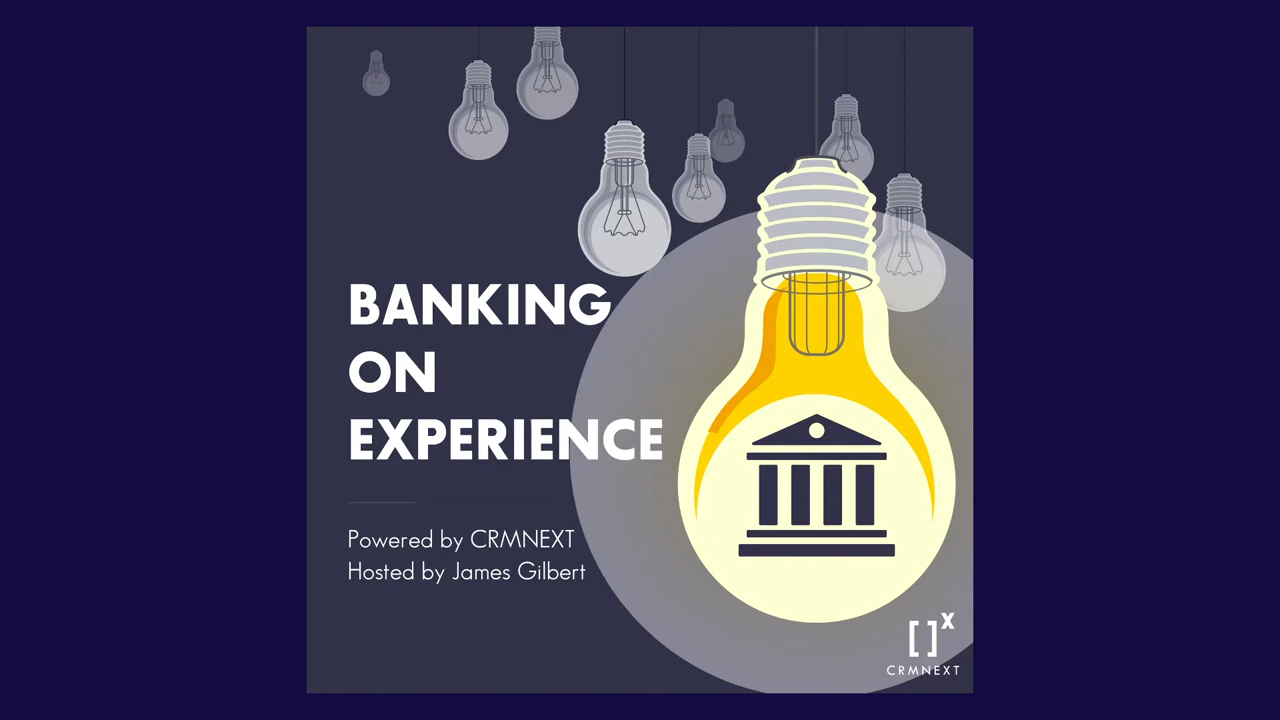 BANKING
ON
EXPERIENCE
Powered by CRMNEXT
Hosted by James Gilbert
[ ]x
CRMNEXT